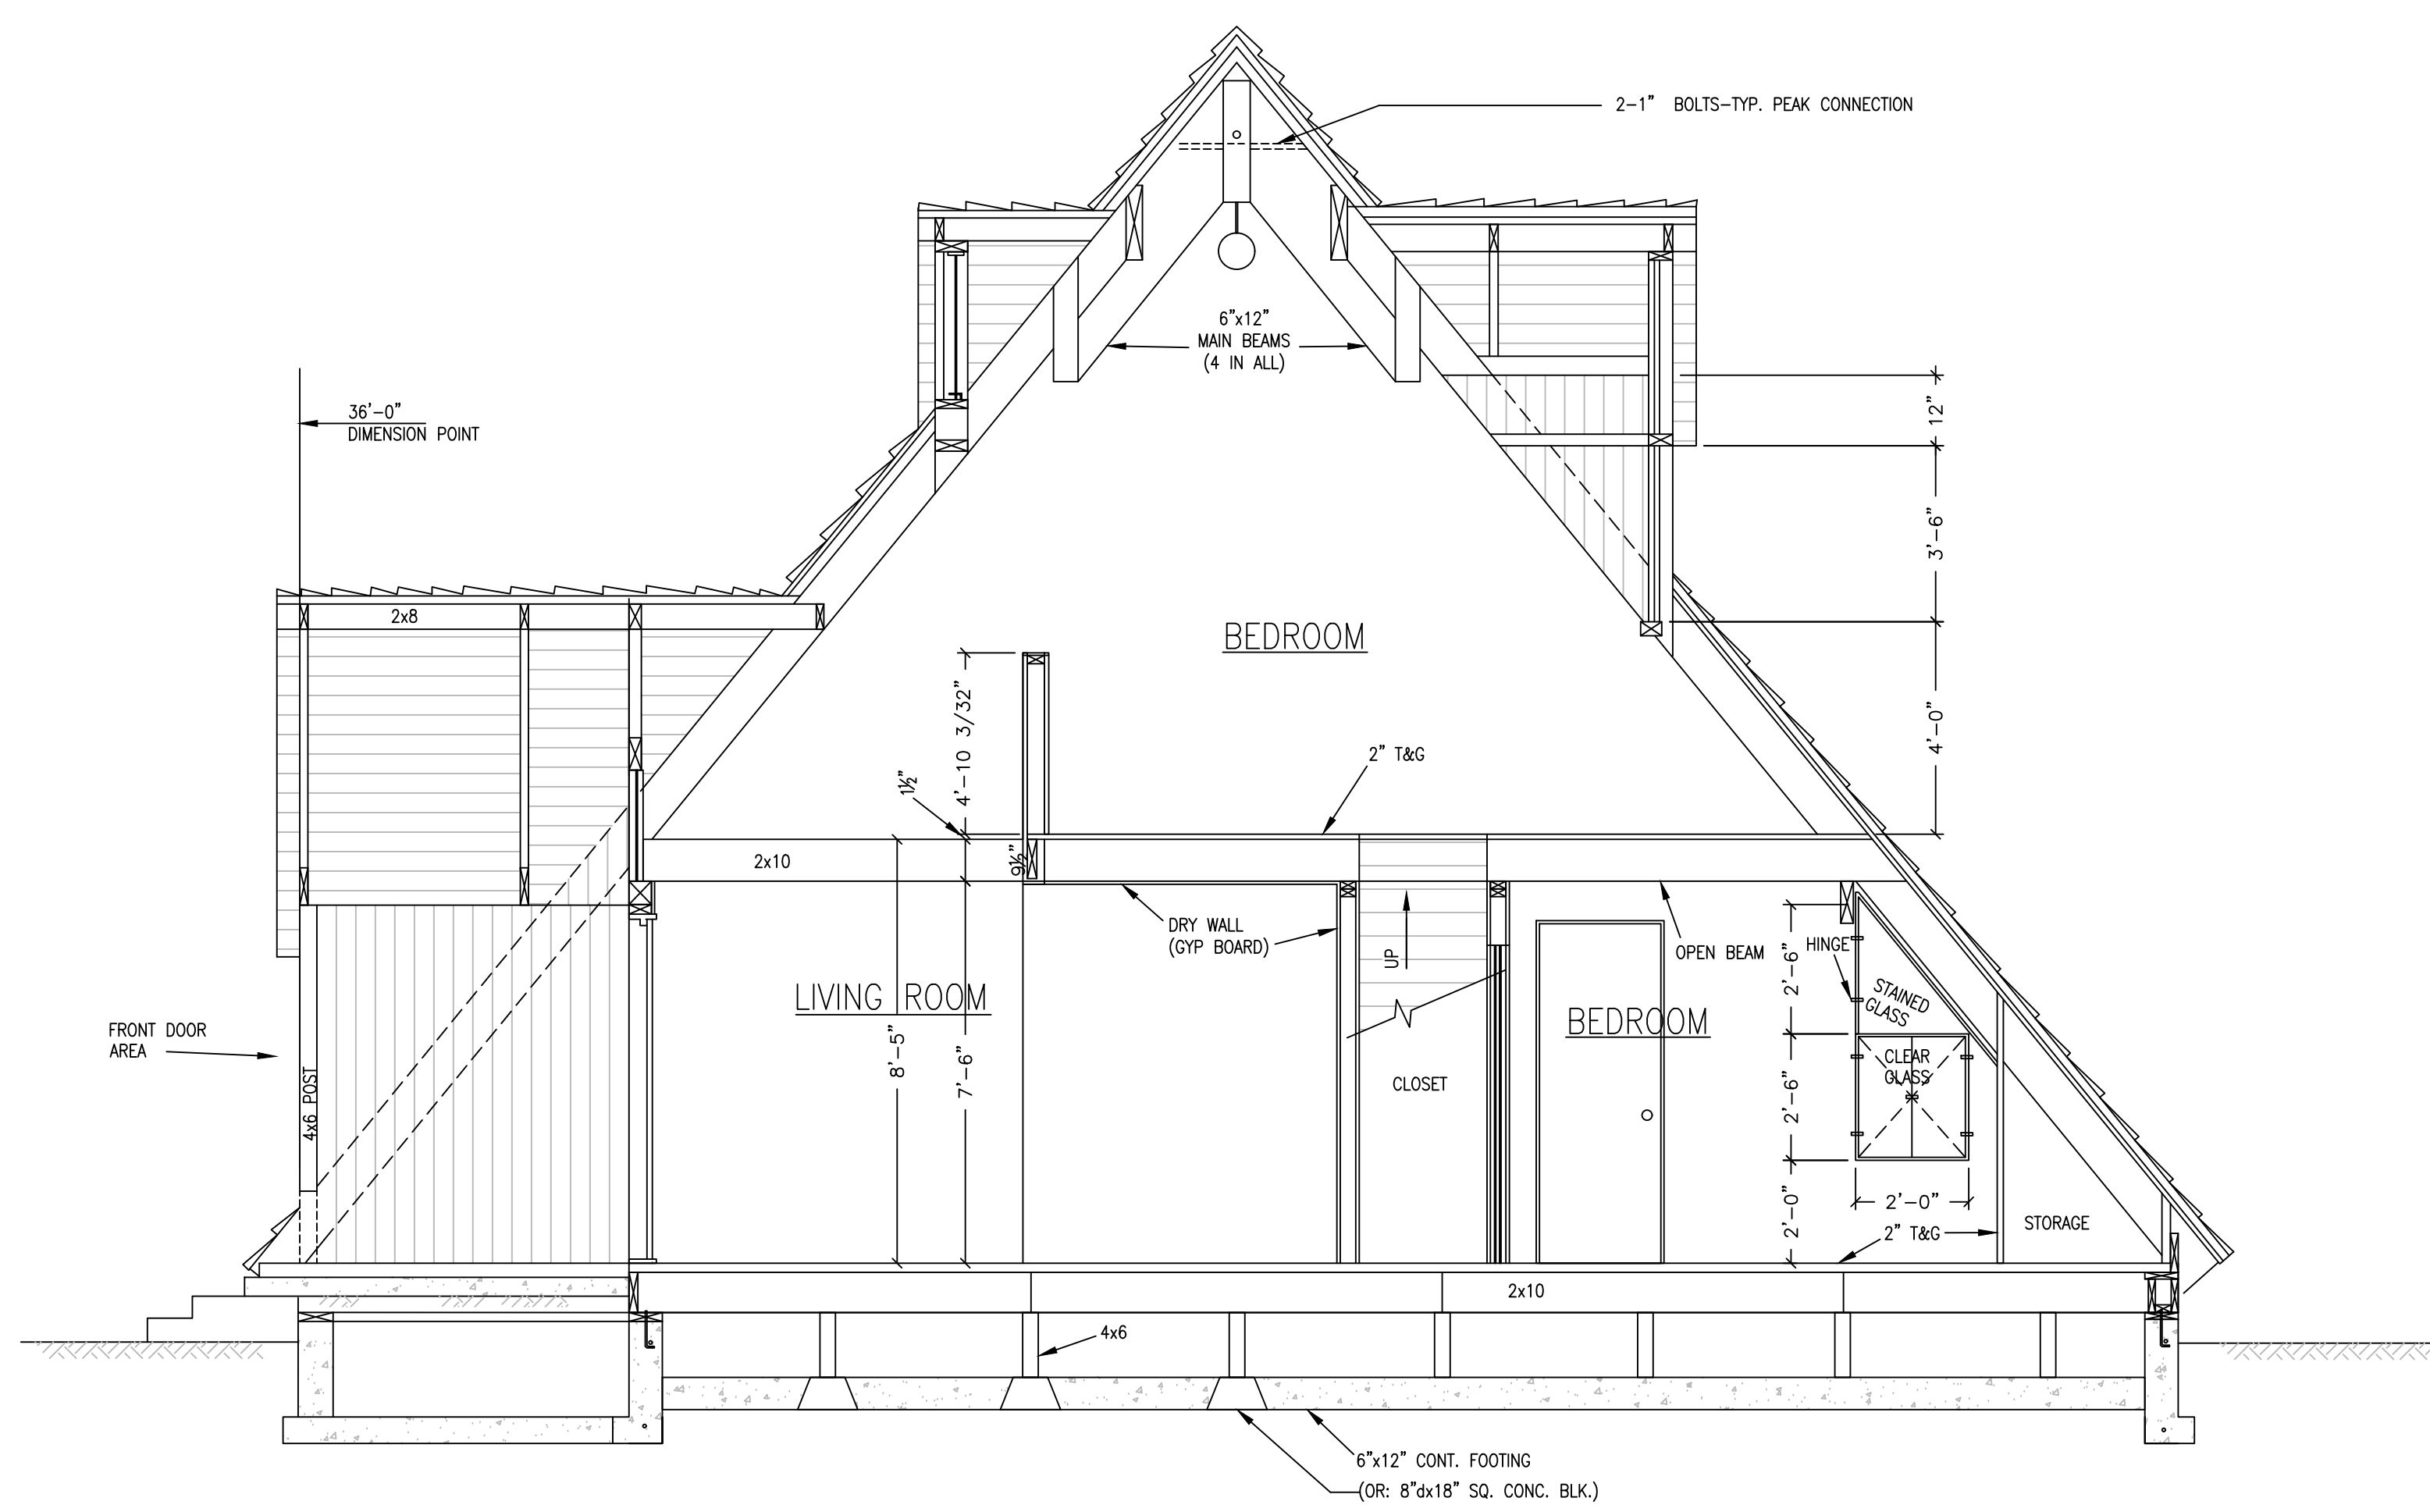 2-1" BOLTS-TYP. PEAK CONNECTION
6"x12"
MAIN BEAMS
(4 IN ALL)
36'-0"
DIMENSION POINT
12"
3'-6"
4'-0"
2x8
BEDROOM
4'-10 3/32"
1½"
2" T&G
2x10
9½"
DRY WALL
(GYP BOARD)
UP
OPEN BEAM
HINGE
2'-6"
STAINED
GLASS
LIVING ROOM
BEDROOM
FRONT DOOR
AREA
4x6 POST
8'-5"
7'-6"
CLOSET
CLEAR
GLASS
2'-6"
2'-0"
2'-0"
2" T&G
STORAGE
2x10
4x6
6"x12" CONT. FOOTING
(OR: 8"dx18" SQ. CONC. BLK.)